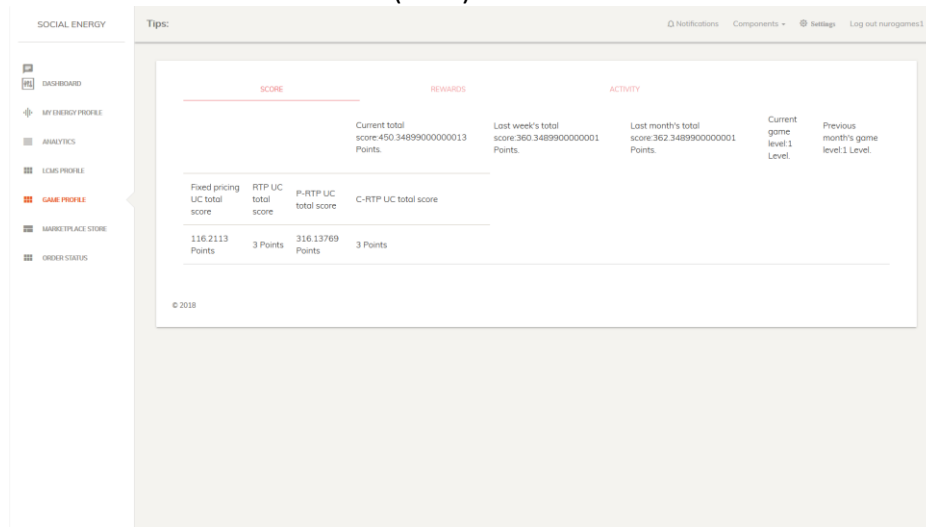 SOCIAL ENERGY
Tips:
Notifications
Components
Settings
Log out nurogames1
DASHBOARD
MY ENERGY PROFILE
ANALYTICS
LCMS PROFILE
GAME PROFILE
MARKETPLACE STORE
ORDER STATUS
SCORE
REWARDS
ACTIVITY
Current total
score:450.34899000000013
Points.
Last week's total
score:360.3489900000001
Points.
Last month's total
score:362.3489900000001
Points.
Current
game
level:1
Level.
Previous
month's game
level:1 Level.
Fixed pricing
UC total
score
RTP UC
total
score
P-RTP UC
total score
C-RTP UC total score
116.2113
Points
3 Points
316.13769
Points
3 Points
© 2018